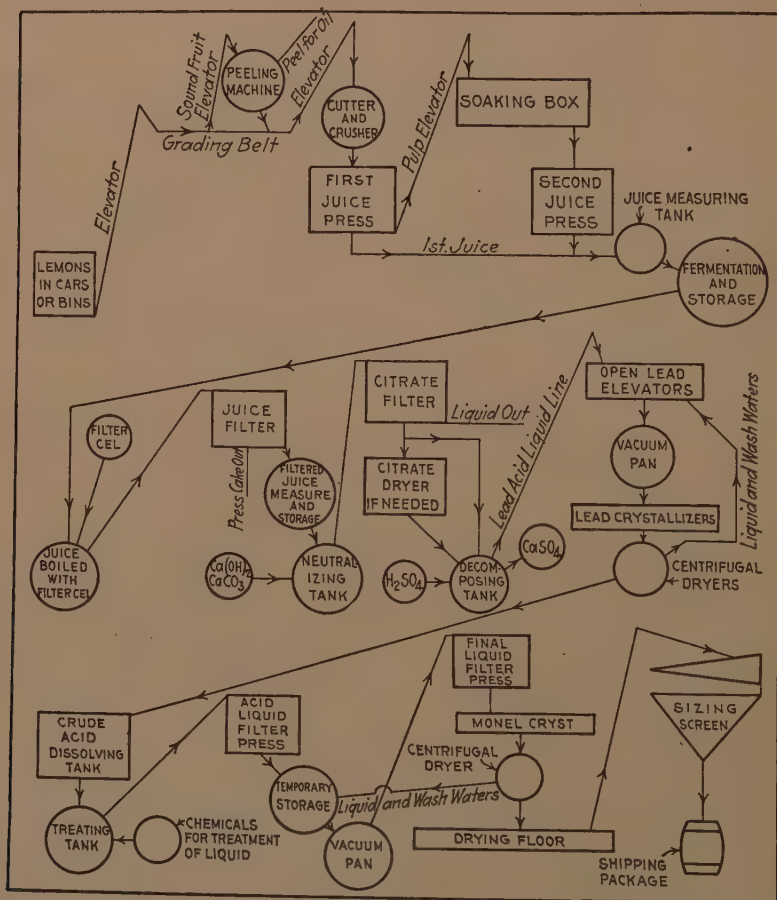 Sound Fruit
Elevator
PEELING
MACHINE
Peel for Oil
Elevator
Grading Belt
Elevator
LEMONS
IN CARS
OR BINS
CUTTER
AND
CRUSHER
FIRST
JUICE
PRESS
Pulp Elevator
SOAKING BOX
SECOND
JUICE
PRESS
1st. Juice
JUICE MEASURING
TANK
FERMENTATION
AND
STORAGE
FILTER
CEL
JUICE
BOILED
WITH
FILTER CEL
JUICE
FILTER
Press Cake Out
FILTERED
JUICE
MEASURE
AND
STORAGE
Ca(OH)2
CaCO3
NEUTRAL
IZING
TANK
CITRATE
FILTER
Liquid Out
CITRATE
DRYER
IF NEEDED
H2SO4
DECOM-
POSING
TANK
CaSO4
Lead Acid Liquid Line
OPEN LEAD
ELEVATORS
VACUUM
PAN
LEAD CRYSTALLIZERS
Liquid and Wash Waters
CENTRIFUGAL
DRYERS
CRUDE
ACID
DISSOLVING
TANK
TREATING
TANK
CHEMICALS
FOR TREATMENT
OF LIQUID
ACID
LIQUID
FILTER
PRESS
TEMPORARY
STORAGE
VACUUM
PAN
Liquid and Wash Waters
FINAL
LIQUID
FILTER
PRESS
MONEL CRYST
CENTRIFUGAL
DRYER
DRYING FLOOR
SIZING
SCREEN
SHIPPING
PACKAGE